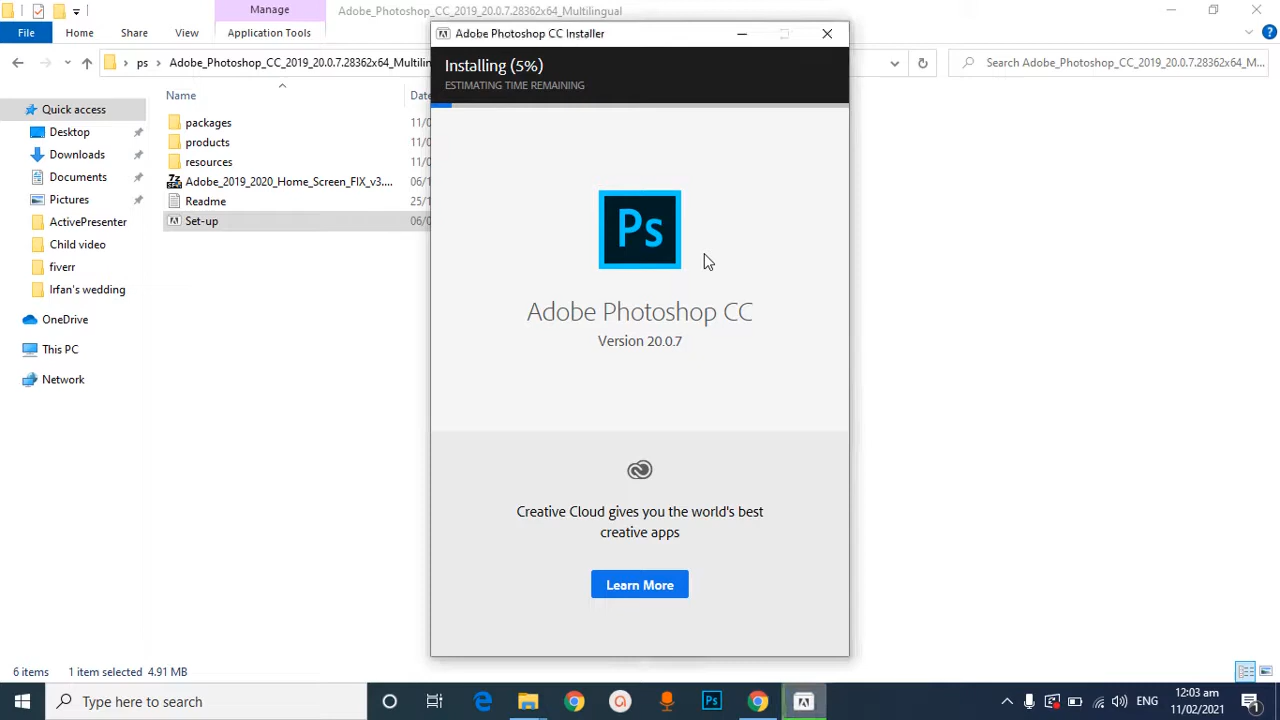 Manage
Adobe_Photoshop_CC_2019_20.0.7.28362x64_Multilingual
File
Home
Share
View
Application Tools
ps
Adobe_Photoshop_CC_2019_20.0.7.28362x64_Multilin
Search Adobe_Photoshop_CC_2019_20.0.7.28362x64_M...
Quick access
Desktop
Downloads
Documents
Pictures
ActivePresenter
Child video
fiverr
Irfan's wedding
OneDrive
This PC
Network
Name
Date
packages
11/0
products
11/0
resources
11/0
Adobe_2019_2020_Home_Screen_FIX_v3....
06/1
Readme
25/1
Set-up
06/0
Adobe Photoshop CC Installer
Installing (5%)
ESTIMATING TIME REMAINING
Ps
Adobe Photoshop CC
Version 20.0.7
Creative Cloud gives you the world's best
creative apps
Learn More
6 items
1 item selected 4.91 MB
Type here to search
Ps
ENG
12:03 am
11/02/2021
1